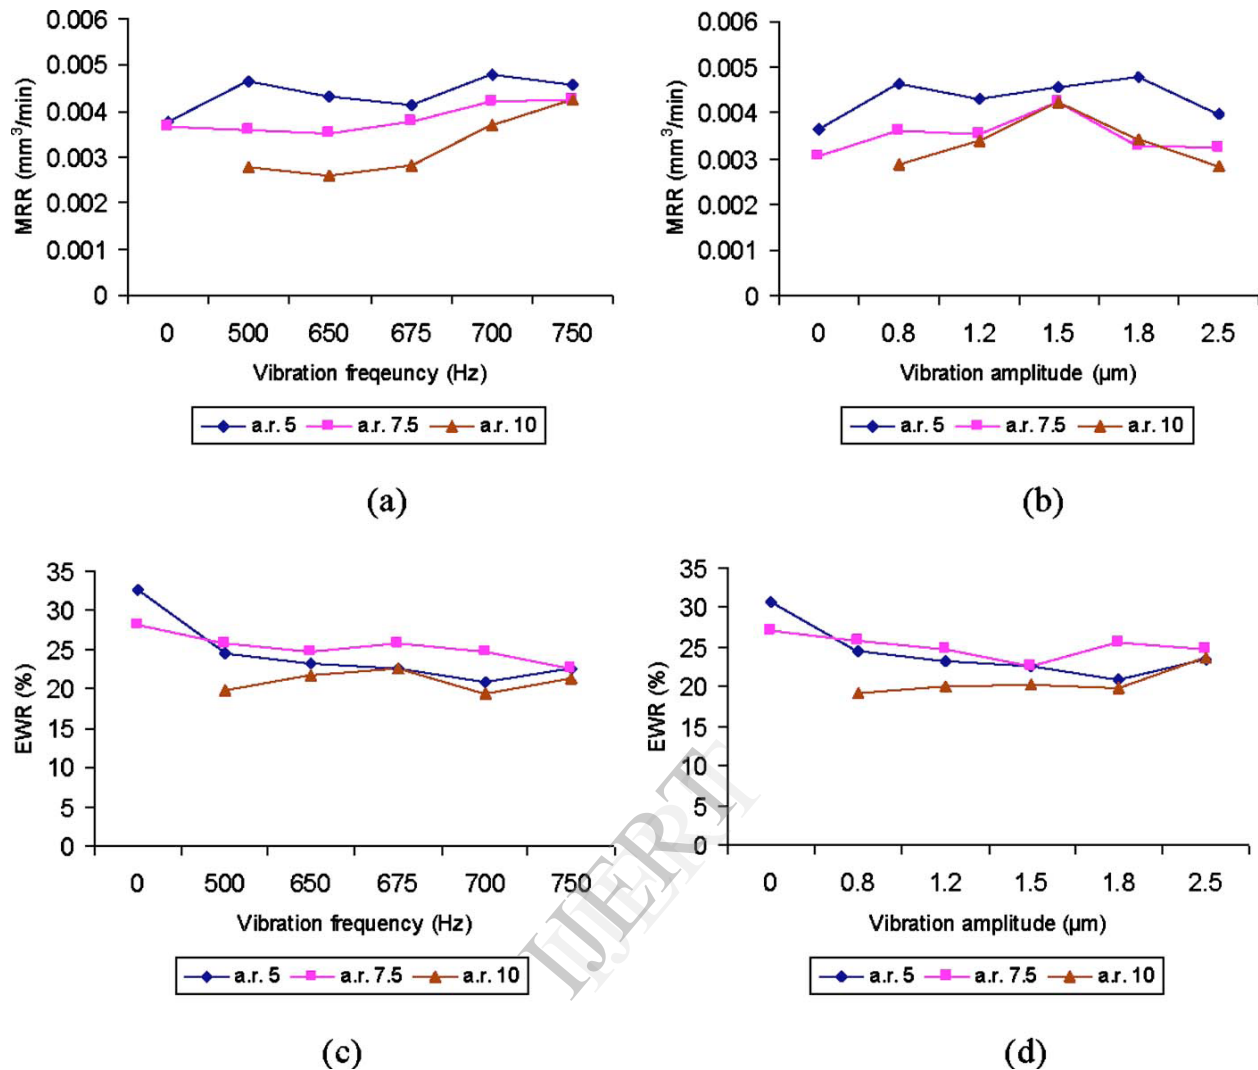 0.006
0.005
0.004
0.003
0.002
0.001
0
MRR (mm³/min)
0 500 650 675 700 750
Vibration freqeuncy (Hz)
a.r. 5 a.r. 7.5 a.r. 10
(a)
0.006
0.005
0.004
0.003
0.002
0.001
0
MRR (mm³/min)
0 0.8 1.2 1.5 1.8 2.5
Vibration amplitude (µm)
a.r. 5 a.r. 7.5 a.r. 10
(b)
35
30
25
20
15
10
5
0
EWR (%)
0 500 650 675 700 750
Vibration frequency (Hz)
a.r. 5 a.r. 7.5 a.r. 10
(c)
35
30
25
20
15
10
5
0
EWR (%)
0 0.8 1.2 1.5 1.8 2.5
Vibration amplitude (µm)
a.r. 5 a.r. 7.5 a.r. 10
(d)
IJERT